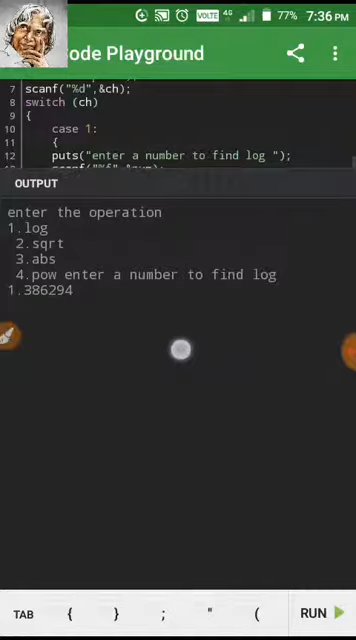 VOLTE 4G 77% 7:36 PM
ode Playground
7 scanf("%d",&ch);
8 switch (ch)
9 {
10 case 1:
11 {
12 puts("enter a number to find log ");
OUTPUT
enter the operation
1.log
2.sqrt
3.abs
4.pow enter a number to find log
1.386294
TAB { } ; " ( RUN